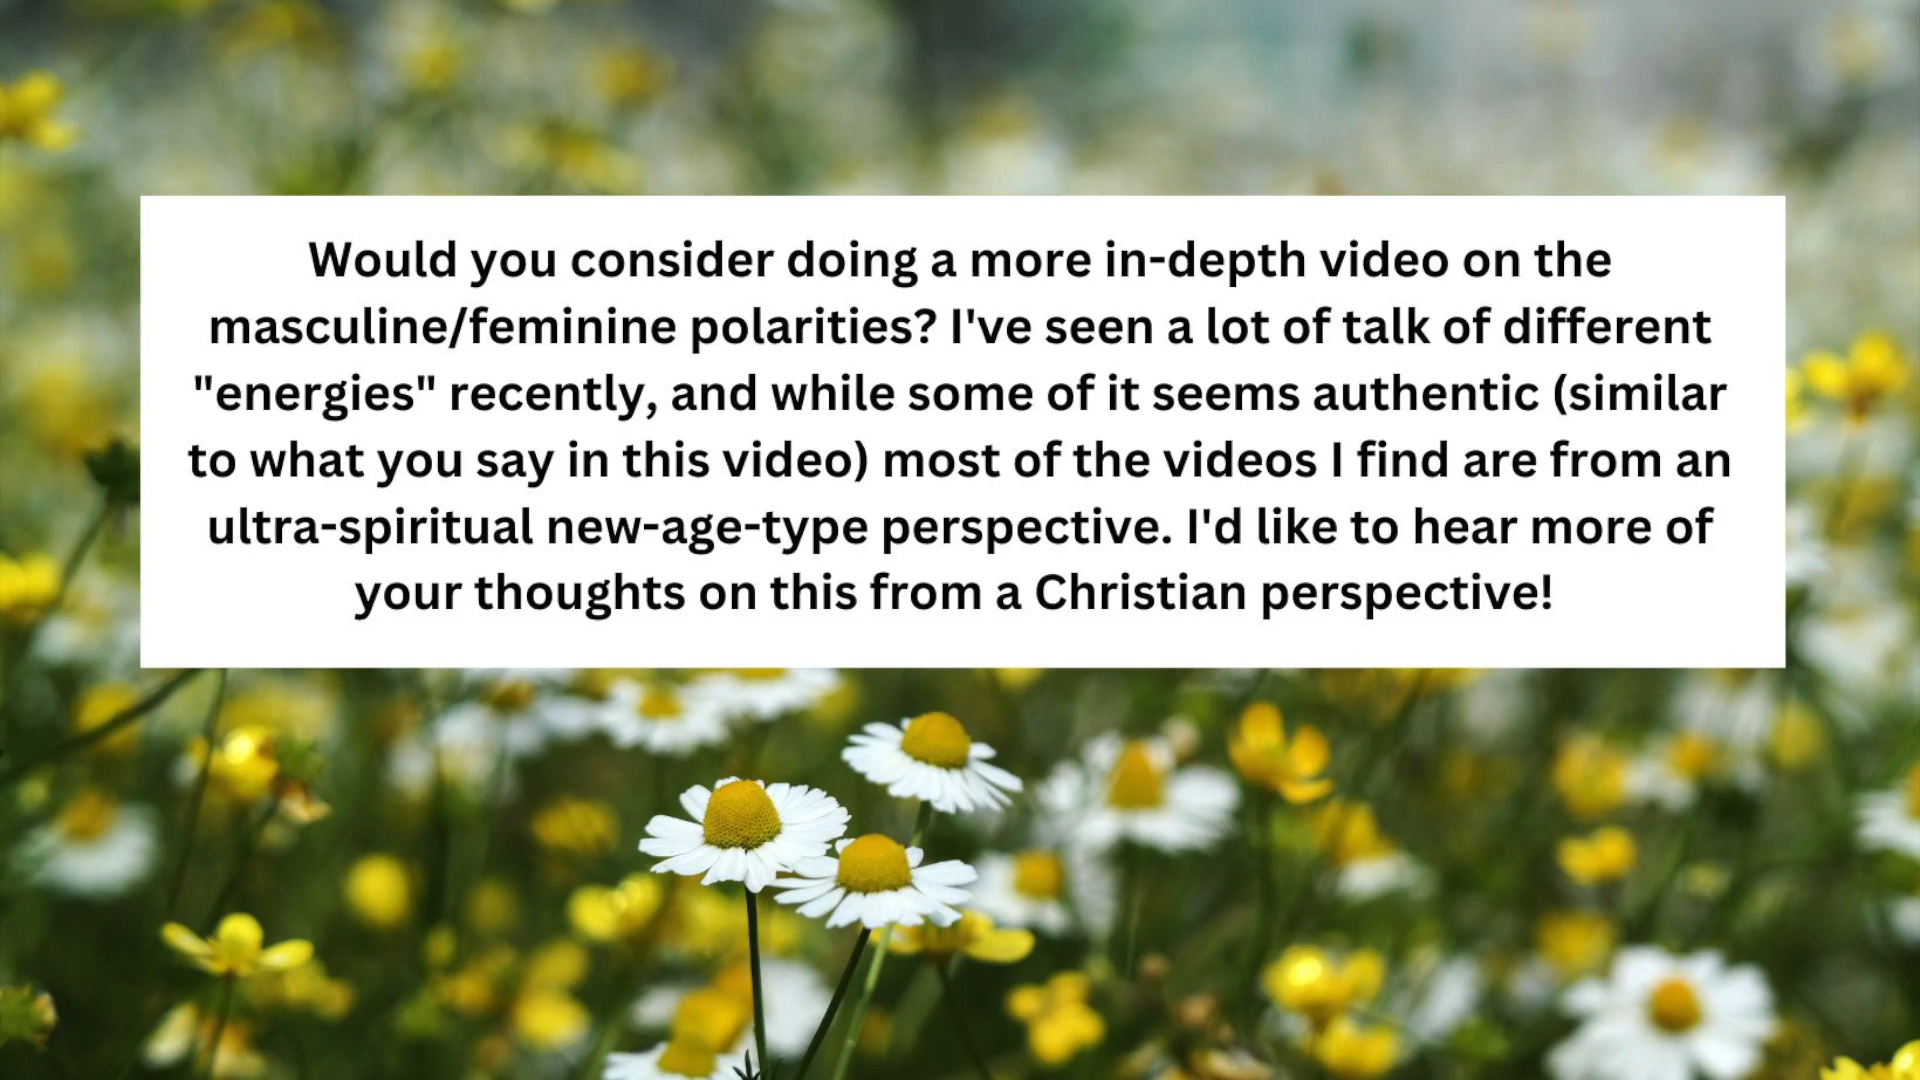 Would you consider doing a more in-depth video on the
masculine/feminine polarities? I've seen a lot of talk of different
"energies" recently, and while some of it seems authentic (similar
to what you say in this video) most of the videos I find are from an
ultra-spiritual new-age-type perspective. I'd like to hear more of
your thoughts on this from a Christian perspective!